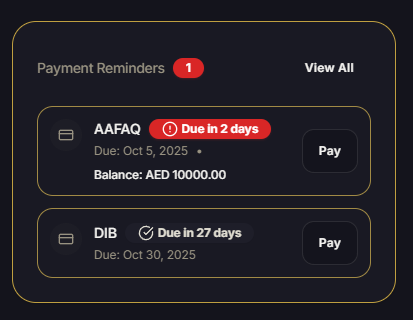 Payment Reminders 1 View All
AAFAQ Due in 2 days
Due: Oct 5, 2025 •
Balance: AED 10000.00
Pay
DIB Due in 27 days
Due: Oct 30, 2025
Pay